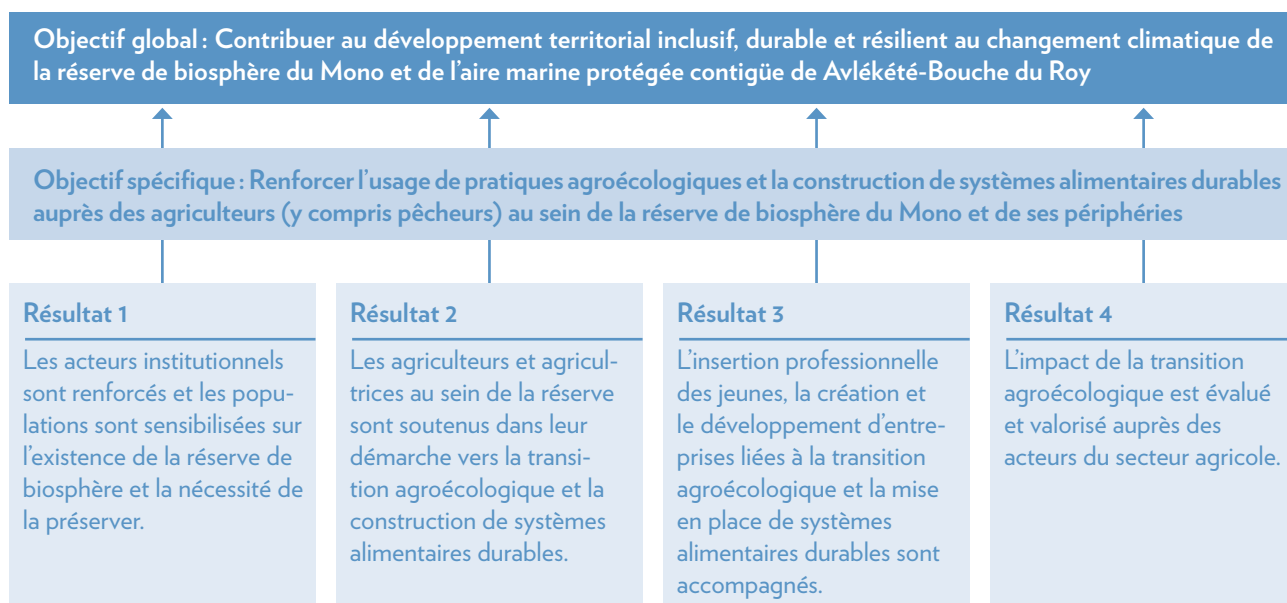 Objectif global : Contribuer au développement territorial inclusif, durable et résilient au changement climatique de
la réserve de biosphère du Mono et de l'aire marine protégée contigüe de Avlékété-Bouche du Roy
Objectif spécifique : Renforcer l'usage de pratiques agroécologiques et la construction de systèmes alimentaires durables
auprès des agriculteurs (y compris pêcheurs) au sein de la réserve de biosphère du Mono et de ses périphéries
Résultat 1
Les acteurs institutionnels
sont renforcés et les popu-
lations sont sensibilisées sur
l'existence de la réserve de
biosphère et la nécessité de
la préserver.
Résultat 2
Les agriculteurs et agricul-
trices au sein de la réserve
sont soutenus dans leur
démarche vers la transi-
tion agroécologique et la
construction de systèmes
alimentaires durables.
Résultat 3
L'insertion professionnelle
des jeunes, la création et
le développement d'entre-
prises liées à la transition
agroécologique et la mise
en place de systèmes
alimentaires durables sont
accompagnés.
Résultat 4
L'impact de la transition
agroécologique est évalué
et valorisé auprès des
acteurs du secteur agricole.